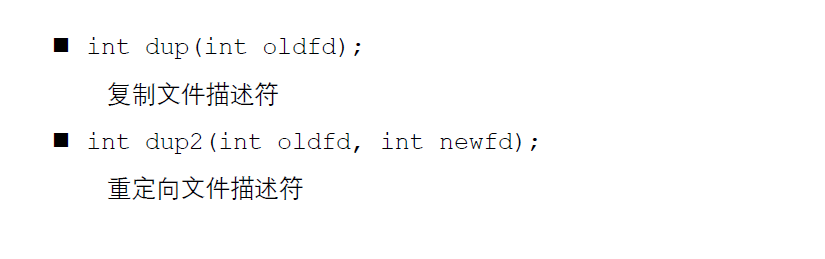 ■ int dup(int oldfd);
复制文件描述符
■ int dup2(int oldfd, int newfd);
重定向文件描述符